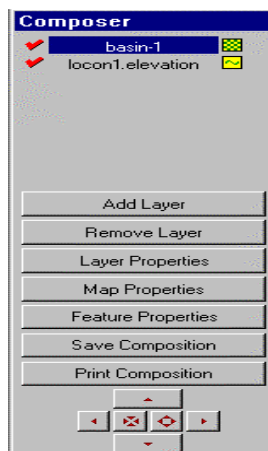 Composer
basin-1
locon1.elevation
Add Layer
Remove Layer
Layer Properties
Map Properties
Feature Properties
Save Composition
Print Composition